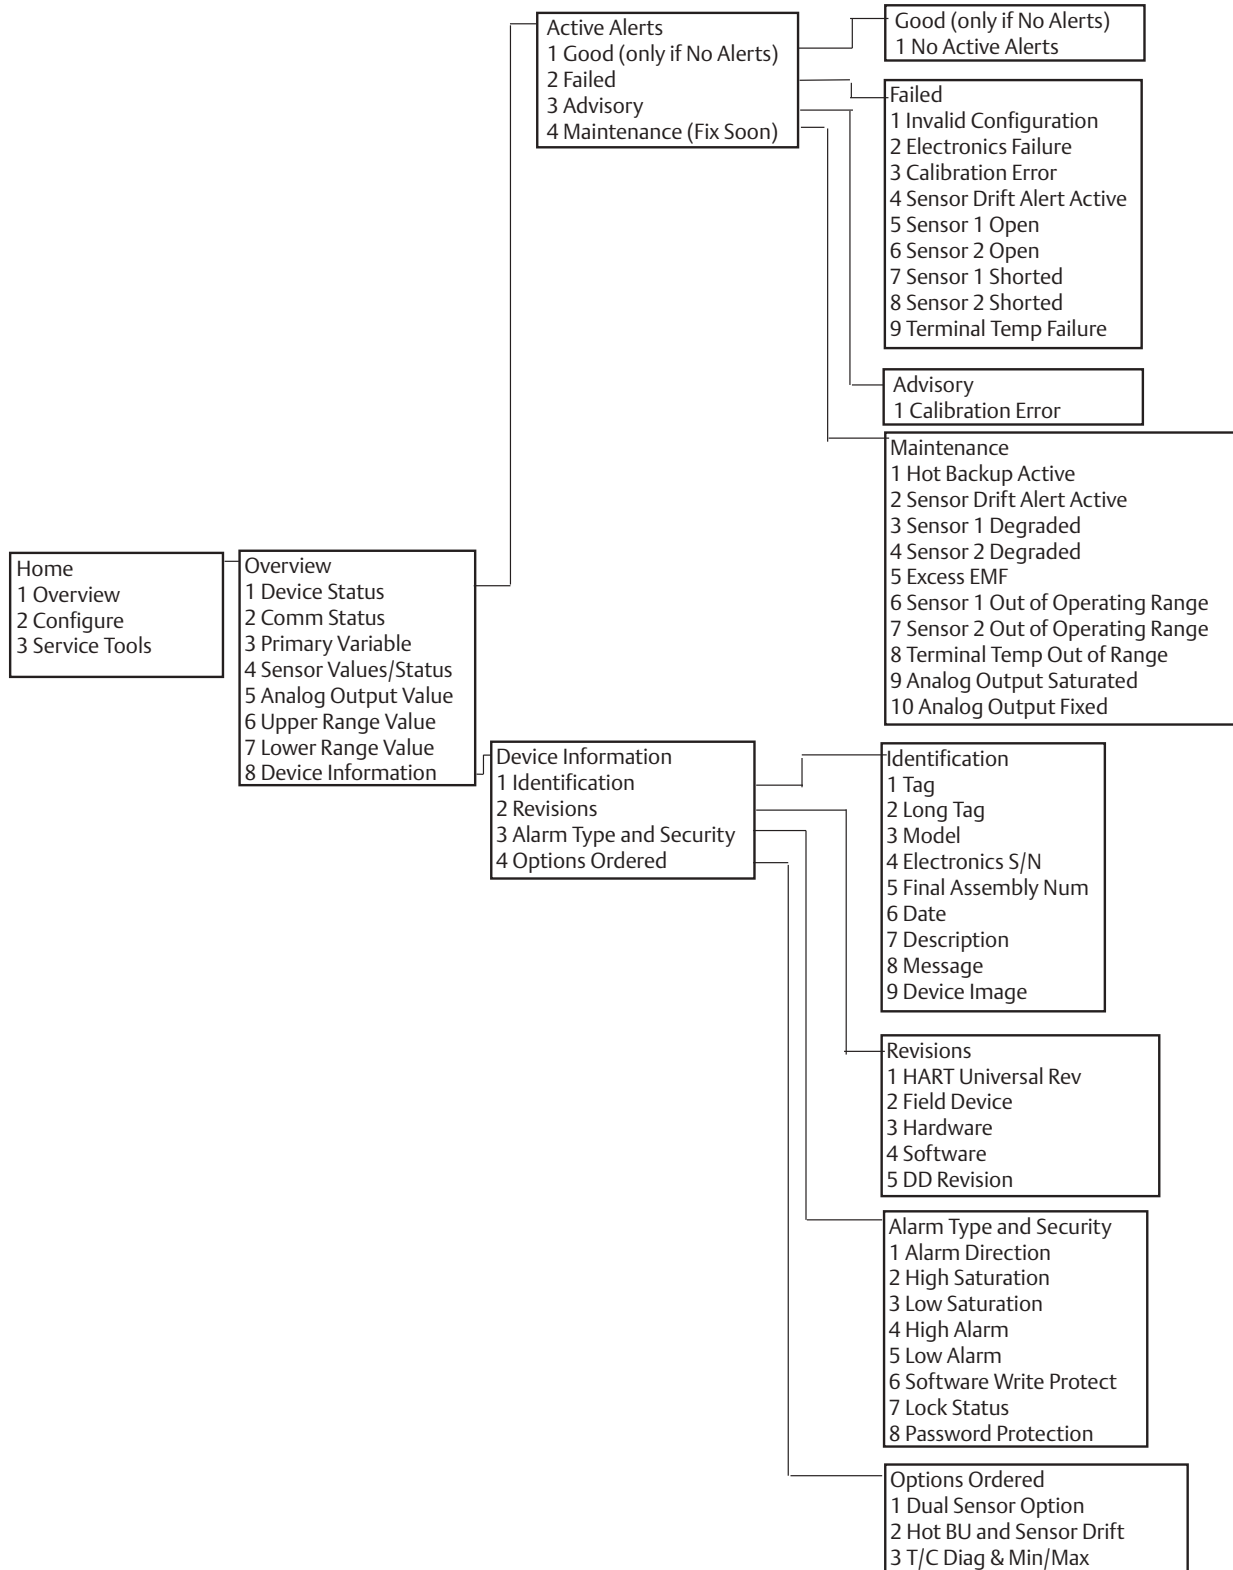 Home
1 Overview
2 Configure
3 Service Tools
Overview
1 Device Status
2 Comm Status
3 Primary Variable
4 Sensor Values/Status
5 Analog Output Value
6 Upper Range Value
7 Lower Range Value
8 Device Information
Active Alerts
1 Good (only if No Alerts)
2 Failed
3 Advisory
4 Maintenance (Fix Soon)
Good (only if No Alerts)
1 No Active Alerts
Failed
1 Invalid Configuration
2 Electronics Failure
3 Calibration Error
4 Sensor Drift Alert Active
5 Sensor 1 Open
6 Sensor 2 Open
7 Sensor 1 Shorted
8 Sensor 2 Shorted
9 Terminal Temp Failure
Advisory
1 Calibration Error
Maintenance
1 Hot Backup Active
2 Sensor Drift Alert Active
3 Sensor 1 Degraded
4 Sensor 2 Degraded
5 Excess EMF
6 Sensor 1 Out of Operating Range
7 Sensor 2 Out of Operating Range
8 Terminal Temp Out of Range
9 Analog Output Saturated
10 Analog Output Fixed
Device Information
1 Identification
2 Revisions
3 Alarm Type and Security
4 Options Ordered
Identification
1 Tag
2 Long Tag
3 Model
4 Electronics S/N
5 Final Assembly Num
6 Date
7 Description
8 Message
9 Device Image
Revisions
1 HART Universal Rev
2 Field Device
3 Hardware
4 Software
5 DD Revision
Alarm Type and Security
1 Alarm Direction
2 High Saturation
3 Low Saturation
4 High Alarm
5 Low Alarm
6 Software Write Protect
7 Lock Status
8 Password Protection
Options Ordered
1 Dual Sensor Option
2 Hot BU and Sensor Drift
3 T/C Diag & Min/Max